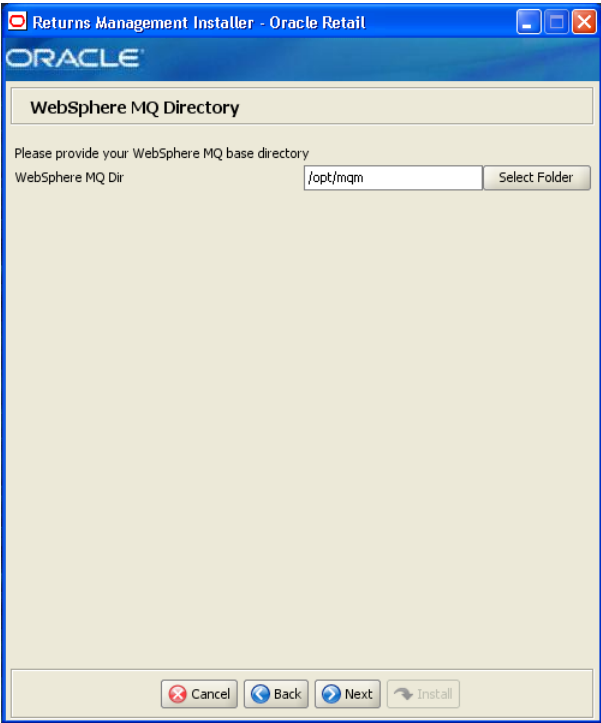 Returns Management Installer - Oracle Retail
ORACLE
WebSphere MQ Directory
Please provide your WebSphere MQ base directory
WebSphere MQ Dir /opt/mqm Select Folder
Cancel Back Next Install